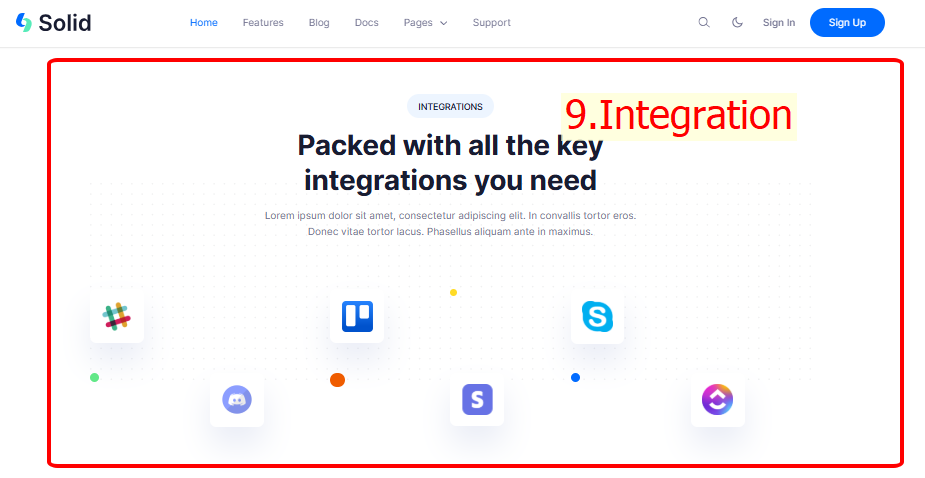 Solid
Home Features Blog Docs Pages Support Sign In Sign Up
INTEGRATIONS
9.Integration
Packed with all the key
integrations you need
Lorem ipsum dolor sit amet, consectetur adipiscing elit. In convallis tortor eros.
Donec vitae tortor lacus. Phasellus aliquam ante in maximus.
S
S